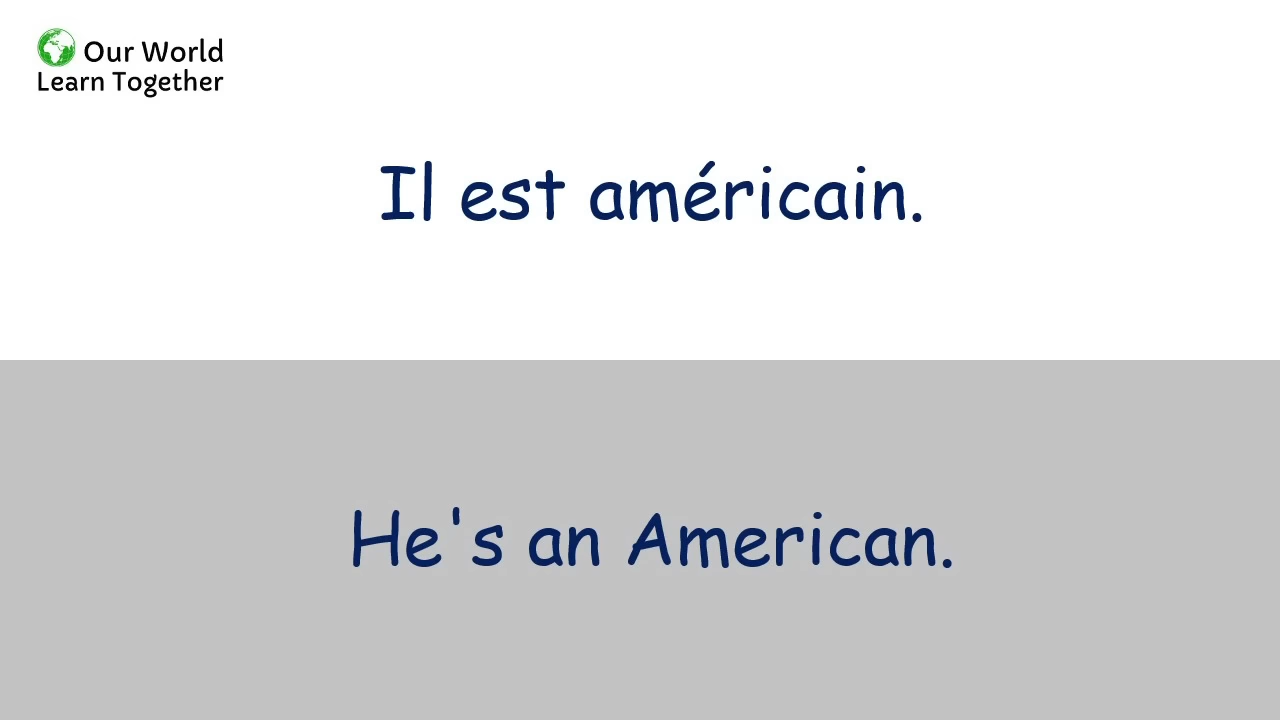 Our World
Learn Together
Il est américain.
He's an American.